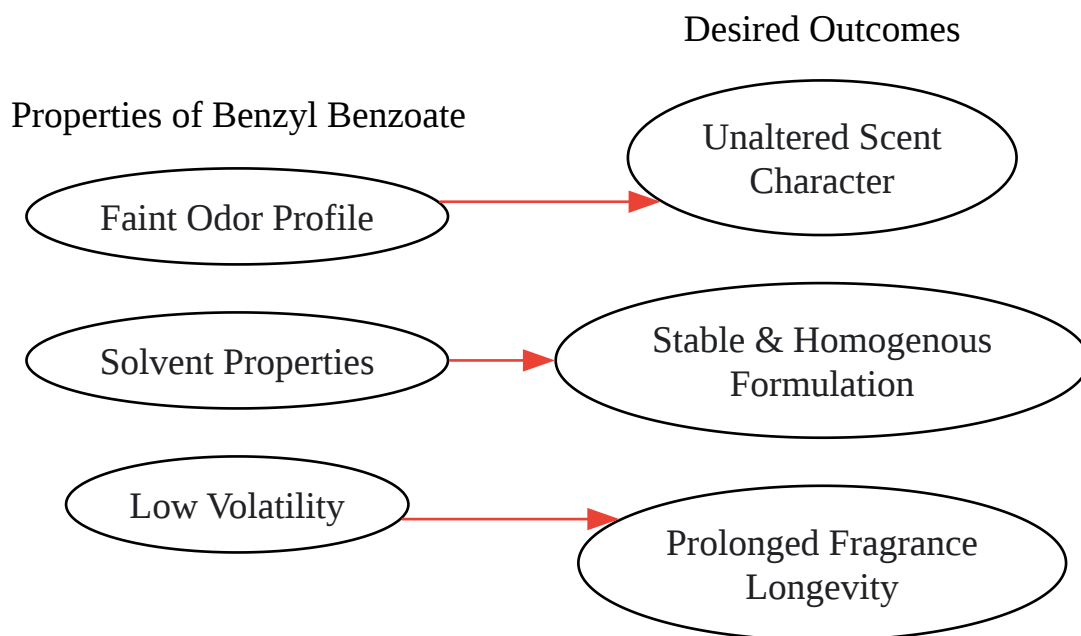 Desired Outcomes
Properties of Benzyl Benzoate
Unaltered Scent
Character
Faint Odor Profile
Stable & Homogenous
Formulation
Solvent Properties
Low Volatility
Prolonged Fragrance
Longevity